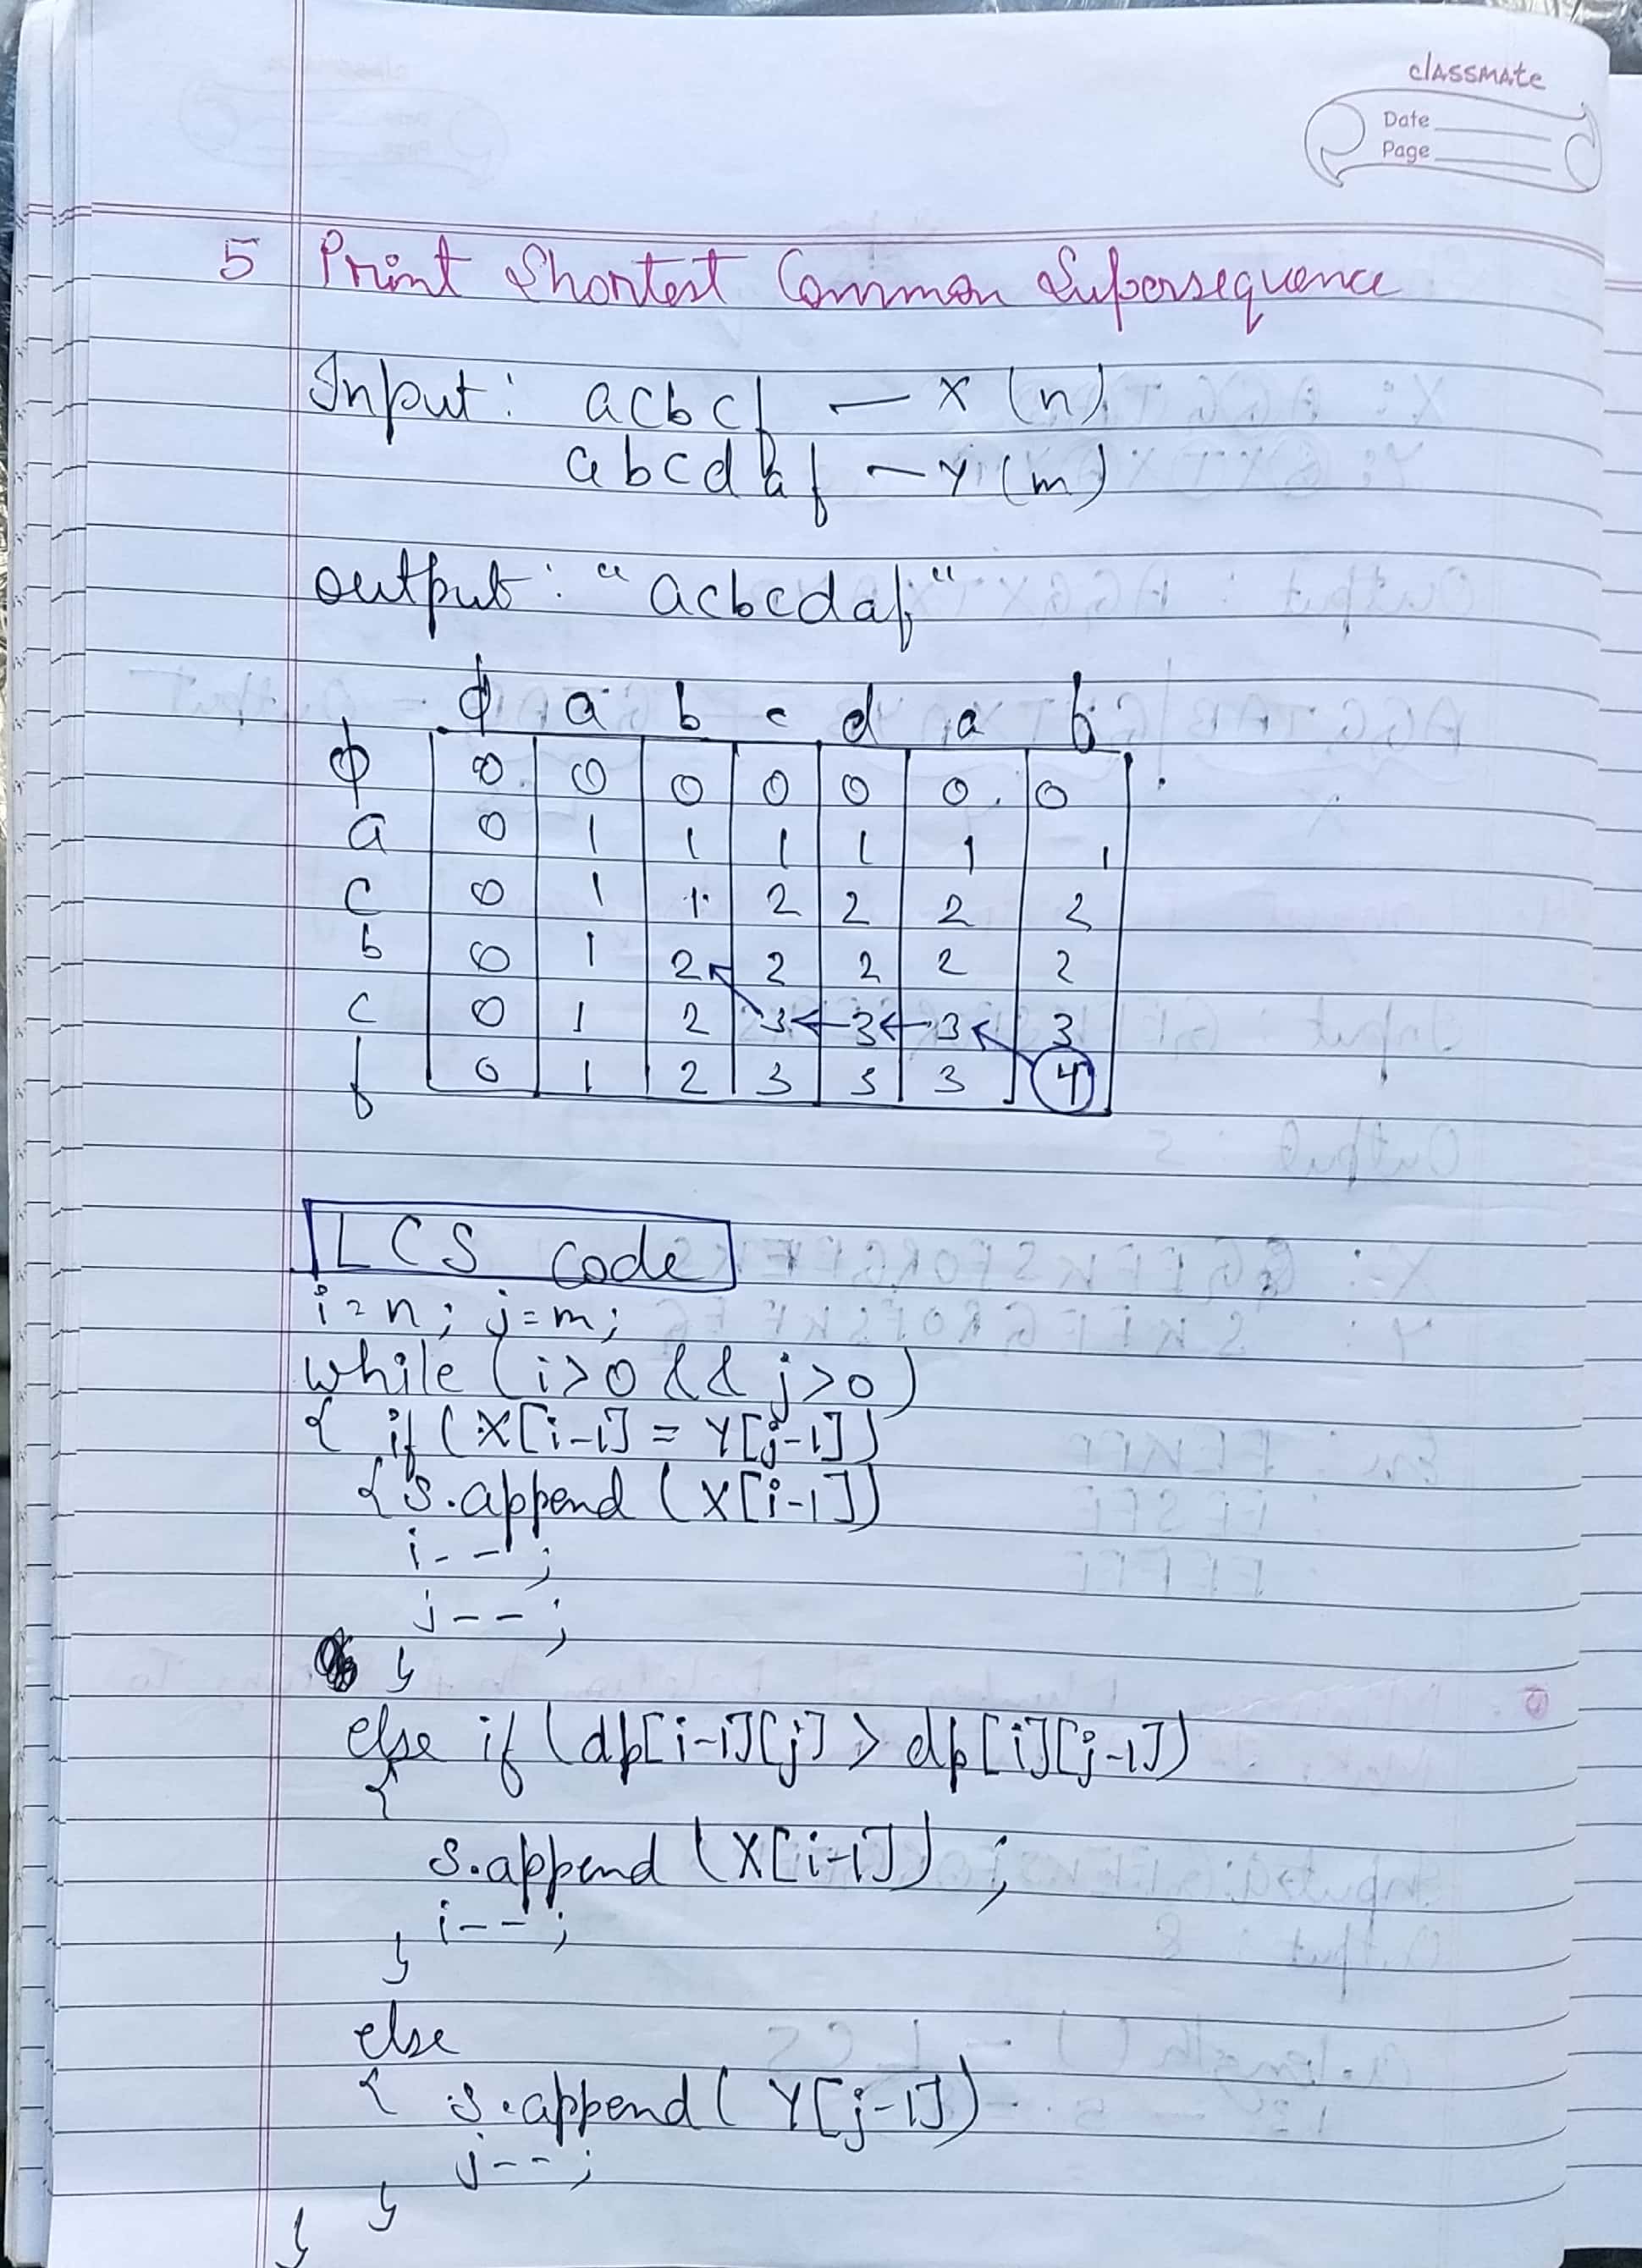 classmate
Date
Page
5 Print Shortest Common Supersequence
Input : acbcf — X (n)
abcdaf — Y (m)
output : "acbcdaf"
ϕ a b c d a f
ϕ 0 0 0 0 0 0 0
a 0 1 1 1 1 1 1
c 0 1 1 2 2 2 2
b 0 1 2 2 2 2 2
c 0 1 2 3 3 3 3
f 0 1 2 3 3 3 4
LCS code
i=n; j=m;
while (i>0 && j>0)
{ if (X[i-1] = Y[j-1])
{ s.append (X[i-1])
i--;
j--;
}
else if (dp[i-1][j] > dp[i][j-1])
{
s.append (X[i-1]) ;
i--;
}
else
{ s.append ( Y[j-1])
j--;
}
}